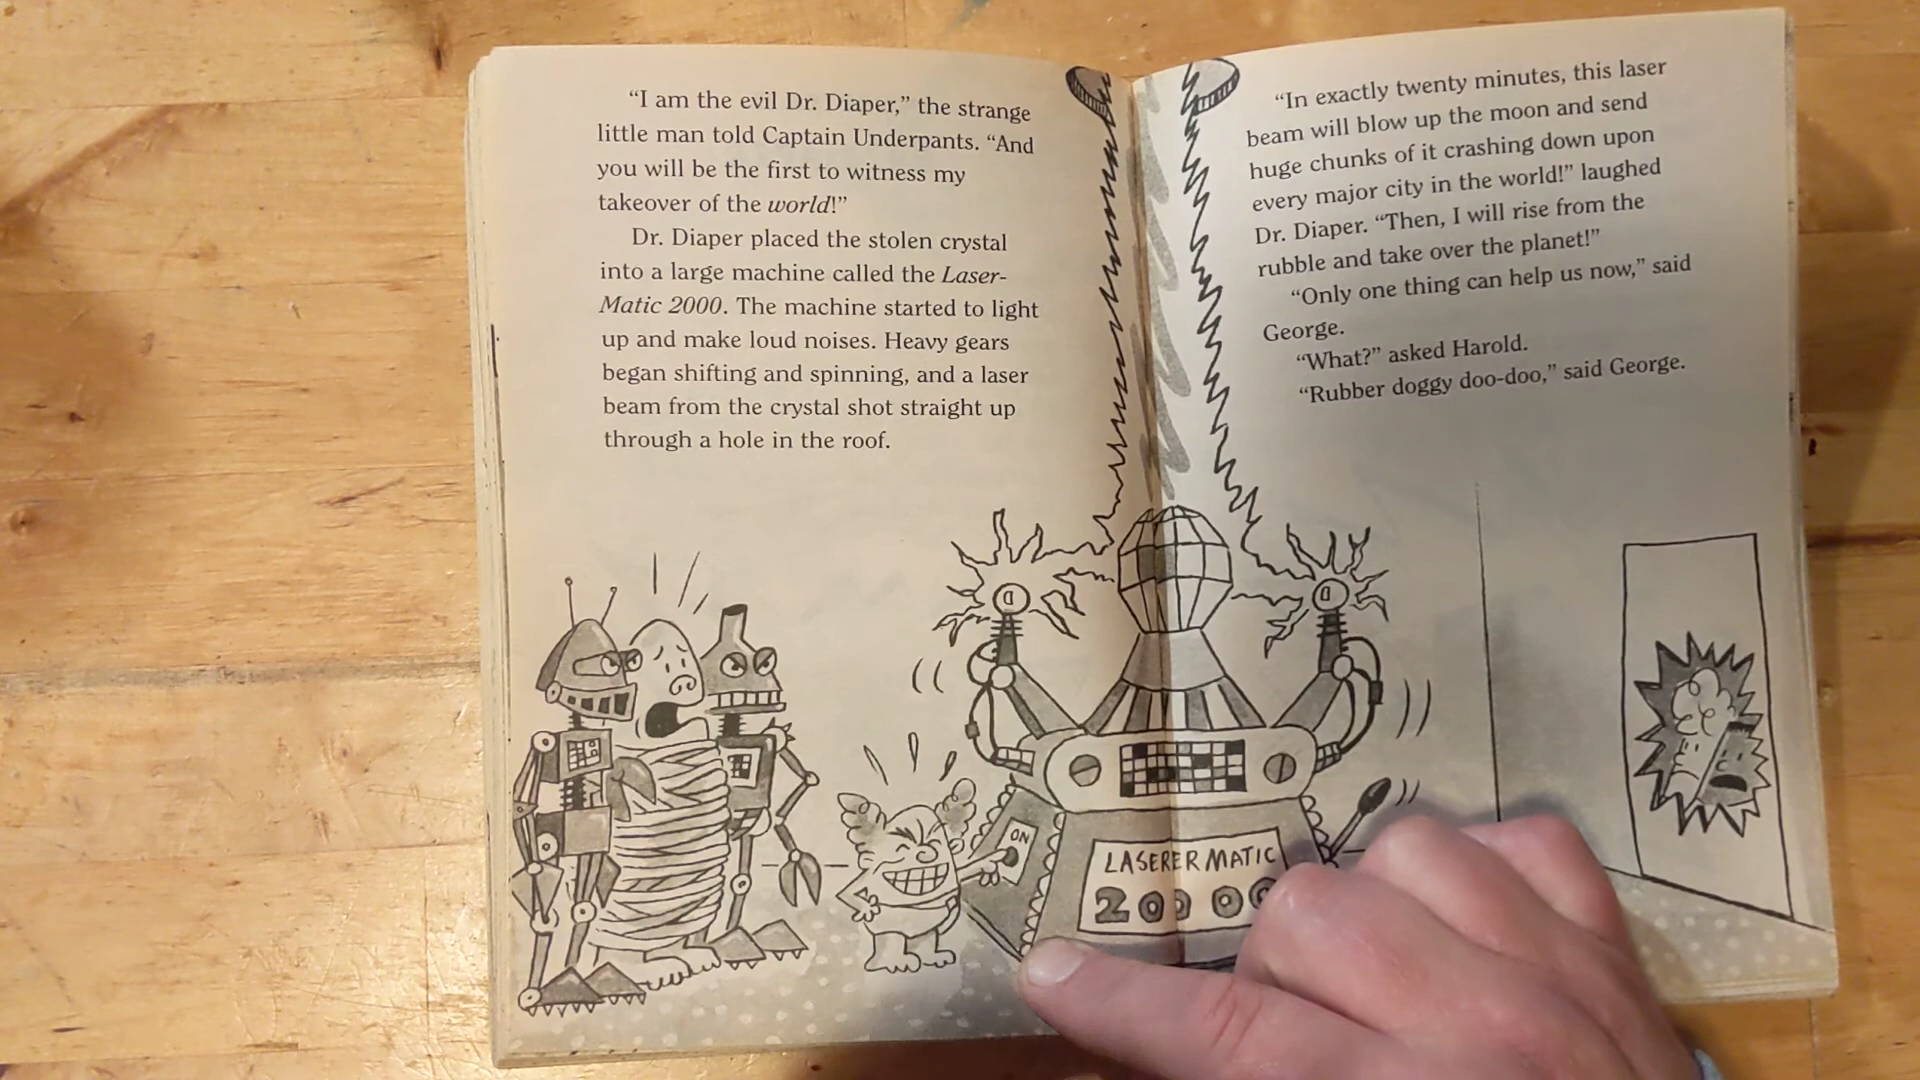 “I am the evil Dr. Diaper,” the strange
little man told Captain Underpants. “And
you will be the first to witness my
takeover of the world!”
Dr. Diaper placed the stolen crystal
into a large machine called the Laser-
Matic 2000. The machine started to light
up and make loud noises. Heavy gears
began shifting and spinning, and a laser
beam from the crystal shot straight up
through a hole in the roof.
“In exactly twenty minutes, this laser
beam will blow up the moon and send
huge chunks of it crashing down upon
every major city in the world!” laughed
Dr. Diaper. “Then, I will rise from the
rubble and take over the planet!”
“Only one thing can help us now,” said
George.
“What?” asked Harold.
“Rubber doggy doo-doo,” said George.
ON
LASERER MATIC
200 00